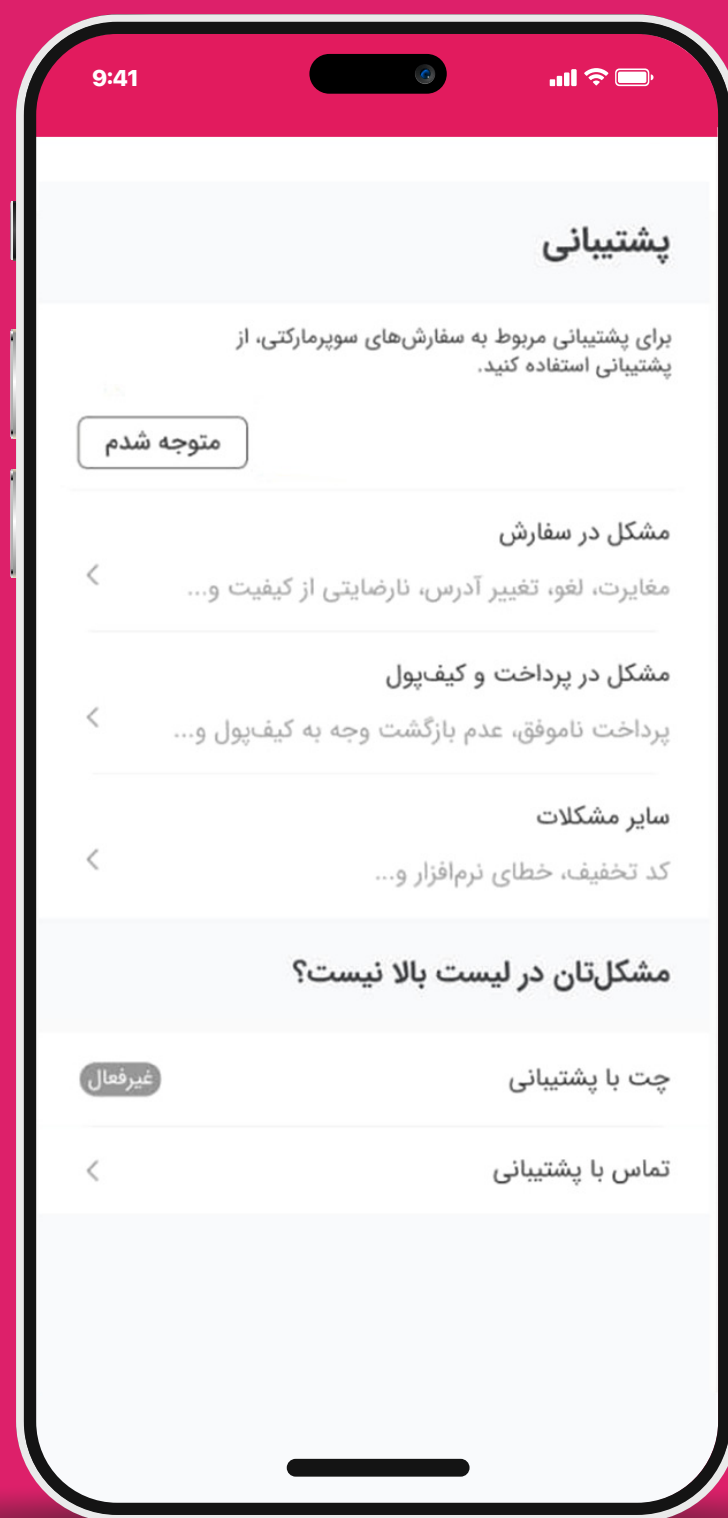 9:41
پشتیبانی
برای پشتیبانی مربوط به سفارش‌های سوپرمارکتی، از
پشتیبانی استفاده کنید.
متوجه شدم
مشکل در سفارش
مغایرت، لغو، تغییر آدرس، نارضایتی از کیفیت و...
مشکل در پرداخت و کیف‌پول
پرداخت ناموفق، عدم بازگشت وجه به کیف‌پول و...
سایر مشکلات
کد تخفیف، خطای نرم‌افزار و...
مشکل‌تان در لیست بالا نیست؟
چت با پشتیبانی
غیرفعال
تماس با پشتیبانی